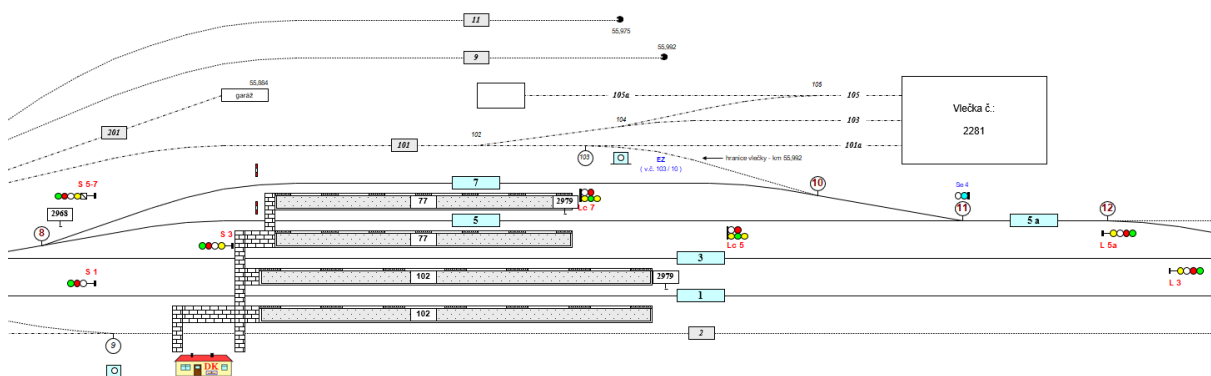 11
55,975
55,992
9
55,884
garáž
105a
106
105
Vlečka č.:
2281
104
103
201
102
101
101a
103
EZ
( v.č. 103 / 10 )
hranice vlečky - km 55,992
S 5-7
7
10
Lc 7
Se 4
77
2979
2968
8
5
11
5 a
12
S 3
77
Lc 5
L 5a
3
S 1
102
2979
L 3
1
102
2
9
DK